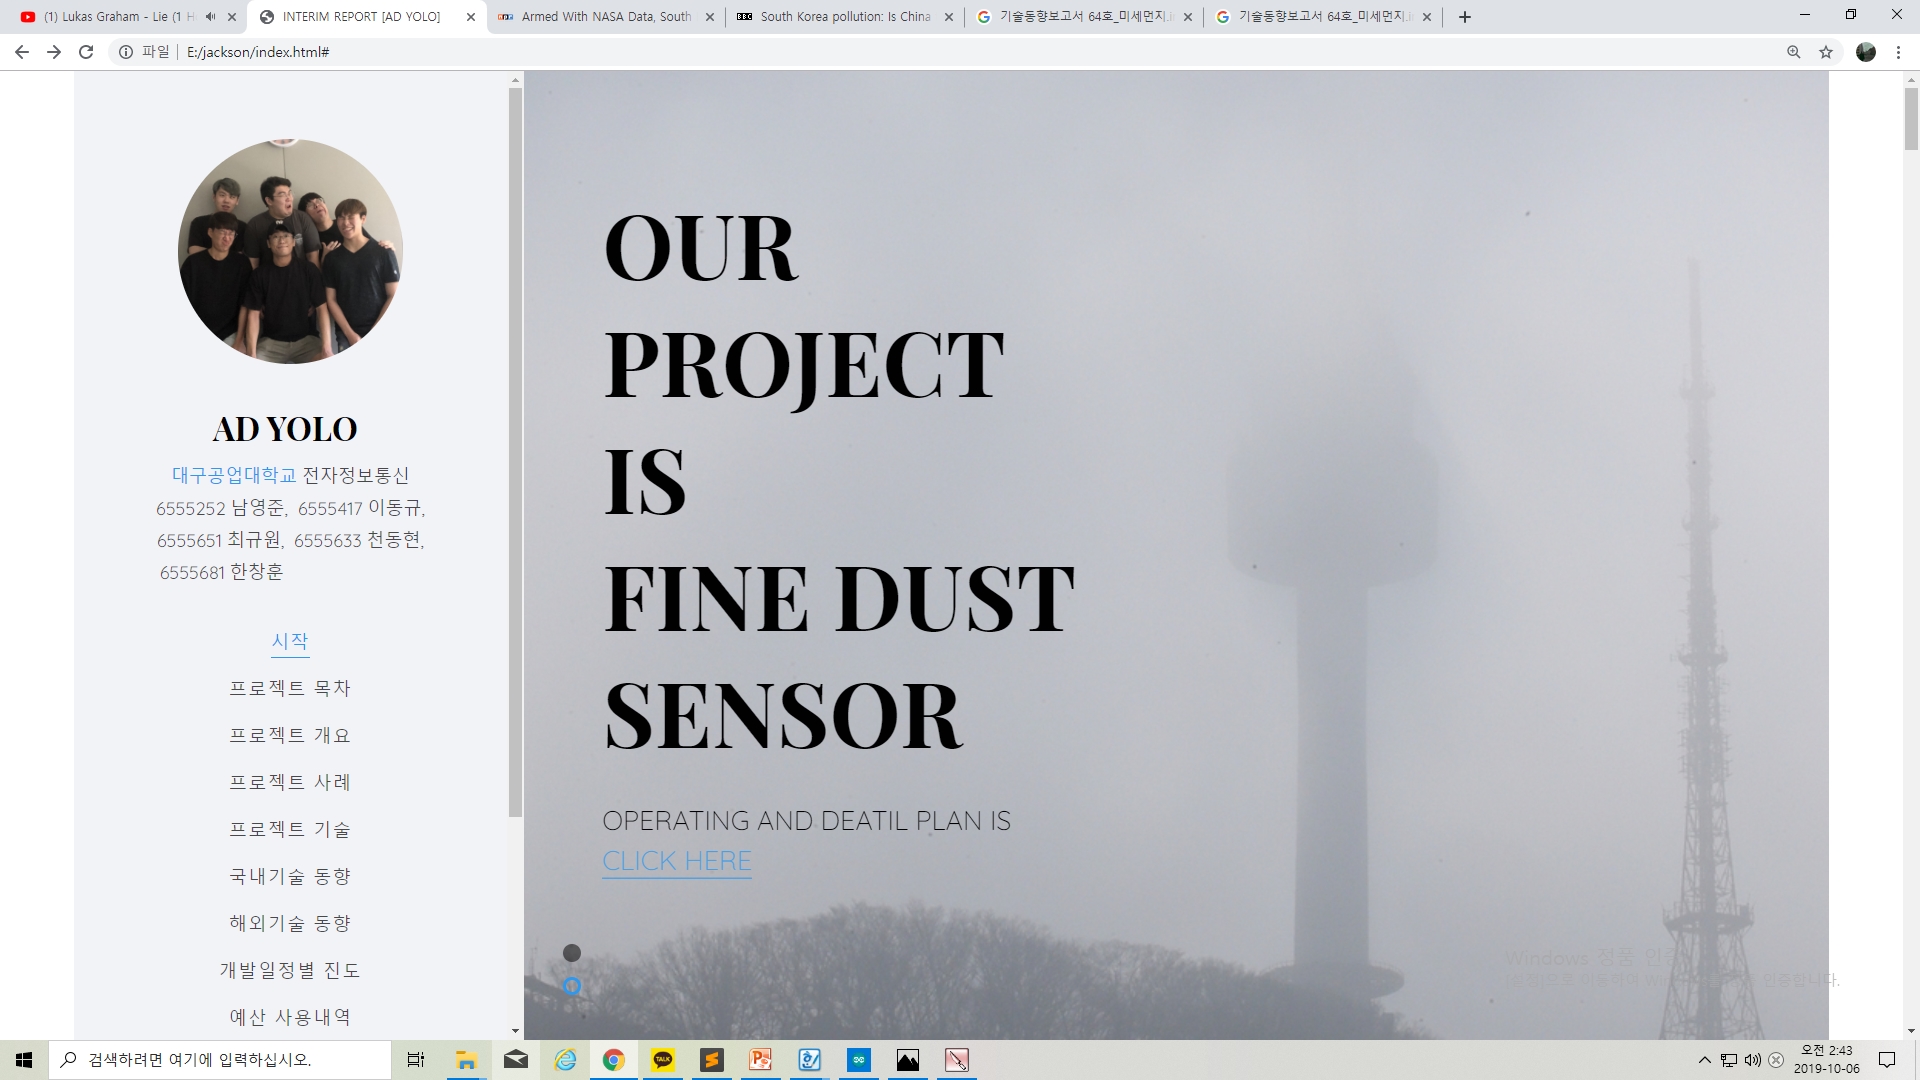 (1) Lukas Graham - Lie (1 H
INTERIM REPORT [AD YOLO]
Armed With NASA Data, South
South Korea pollution: Is China
기술동향보고서 64호_미세먼지.i
기술동향보고서 64호_미세먼지.i
파일
E:/jackson/index.html#
AD YOLO
대구공업대학교 전자정보통신
6555252 남영준, 6555417 이동규,
6555651 최규원, 6555633 천동현,
6555681 한창훈
시작
프로젝트 목차
프로젝트 개요
프로젝트 사례
프로젝트 기술
국내기술 동향
해외기술 동향
개발일정별 진도
예산 사용내역
OUR
PROJECT
IS
FINE DUST
SENSOR
OPERATING AND DEATIL PLAN IS
CLICK HERE
Windows 정품 인증
검색하려면 여기에 입력하십시오.
TALK
오전 2:43
2019-10-06